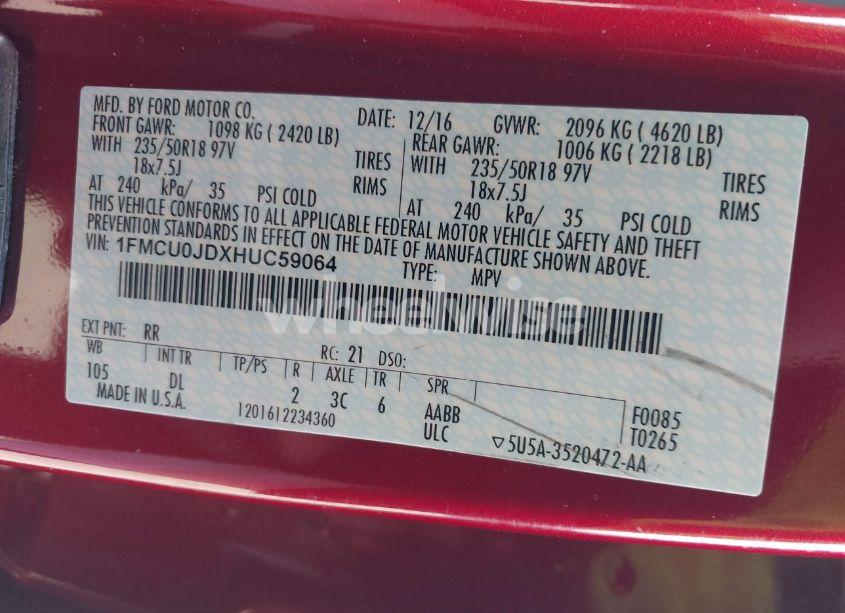 MFD. BY FORD MOTOR CO. DATE: 12/16 GVWR: 2096 KG ( 4620 LB)
FRONT GAWR: 1098 KG ( 2420 LB) REAR GAWR: 1006 KG ( 2218 LB)
WITH 235/50R18 97V TIRES WITH 235/50R18 97V TIRES
18x7.5J RIMS 18x7.5J RIMS
AT 240 kPa/ 35 PSI COLD AT 240 kPa/ 35 PSI COLD
THIS VEHICLE CONFORMS TO ALL APPLICABLE FEDERAL MOTOR VEHICLE SAFETY AND THEFT
PREVENTION STANDARDS IN EFFECT ON THE DATE OF MANUFACTURE SHOWN ABOVE.
VIN: 1FMCU0JDXHUC59064 TYPE: MPV
wheelwise
EXT PNT: RR RC: 21 DSO:
WB INT TR TP/PS R AXLE TR SPR
105 DL 2 3C 6 AABB F0085
MADE IN U.S.A. 1201612234360 ULC ▽5U5A-3520472-AA T0265